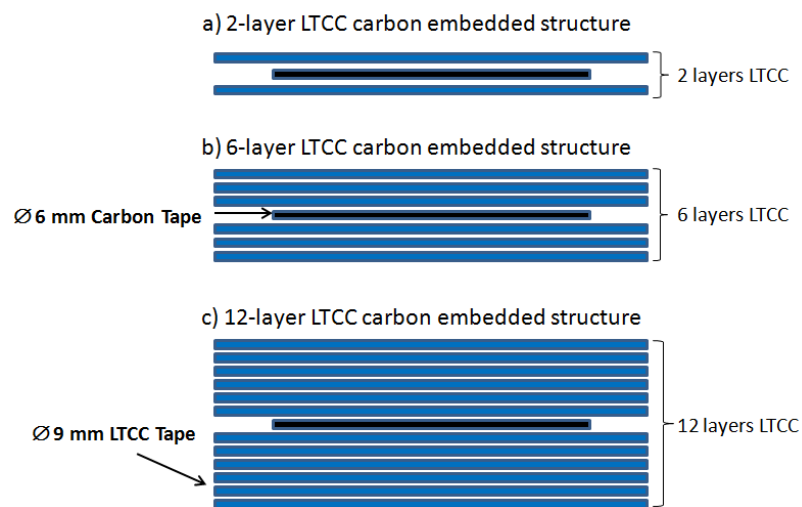 a) 2-layer LTCC carbon embedded structure
2 layers LTCC
b) 6-layer LTCC carbon embedded structure
∅ 6 mm Carbon Tape
6 layers LTCC
c) 12-layer LTCC carbon embedded structure
∅ 9 mm LTCC Tape
12 layers LTCC